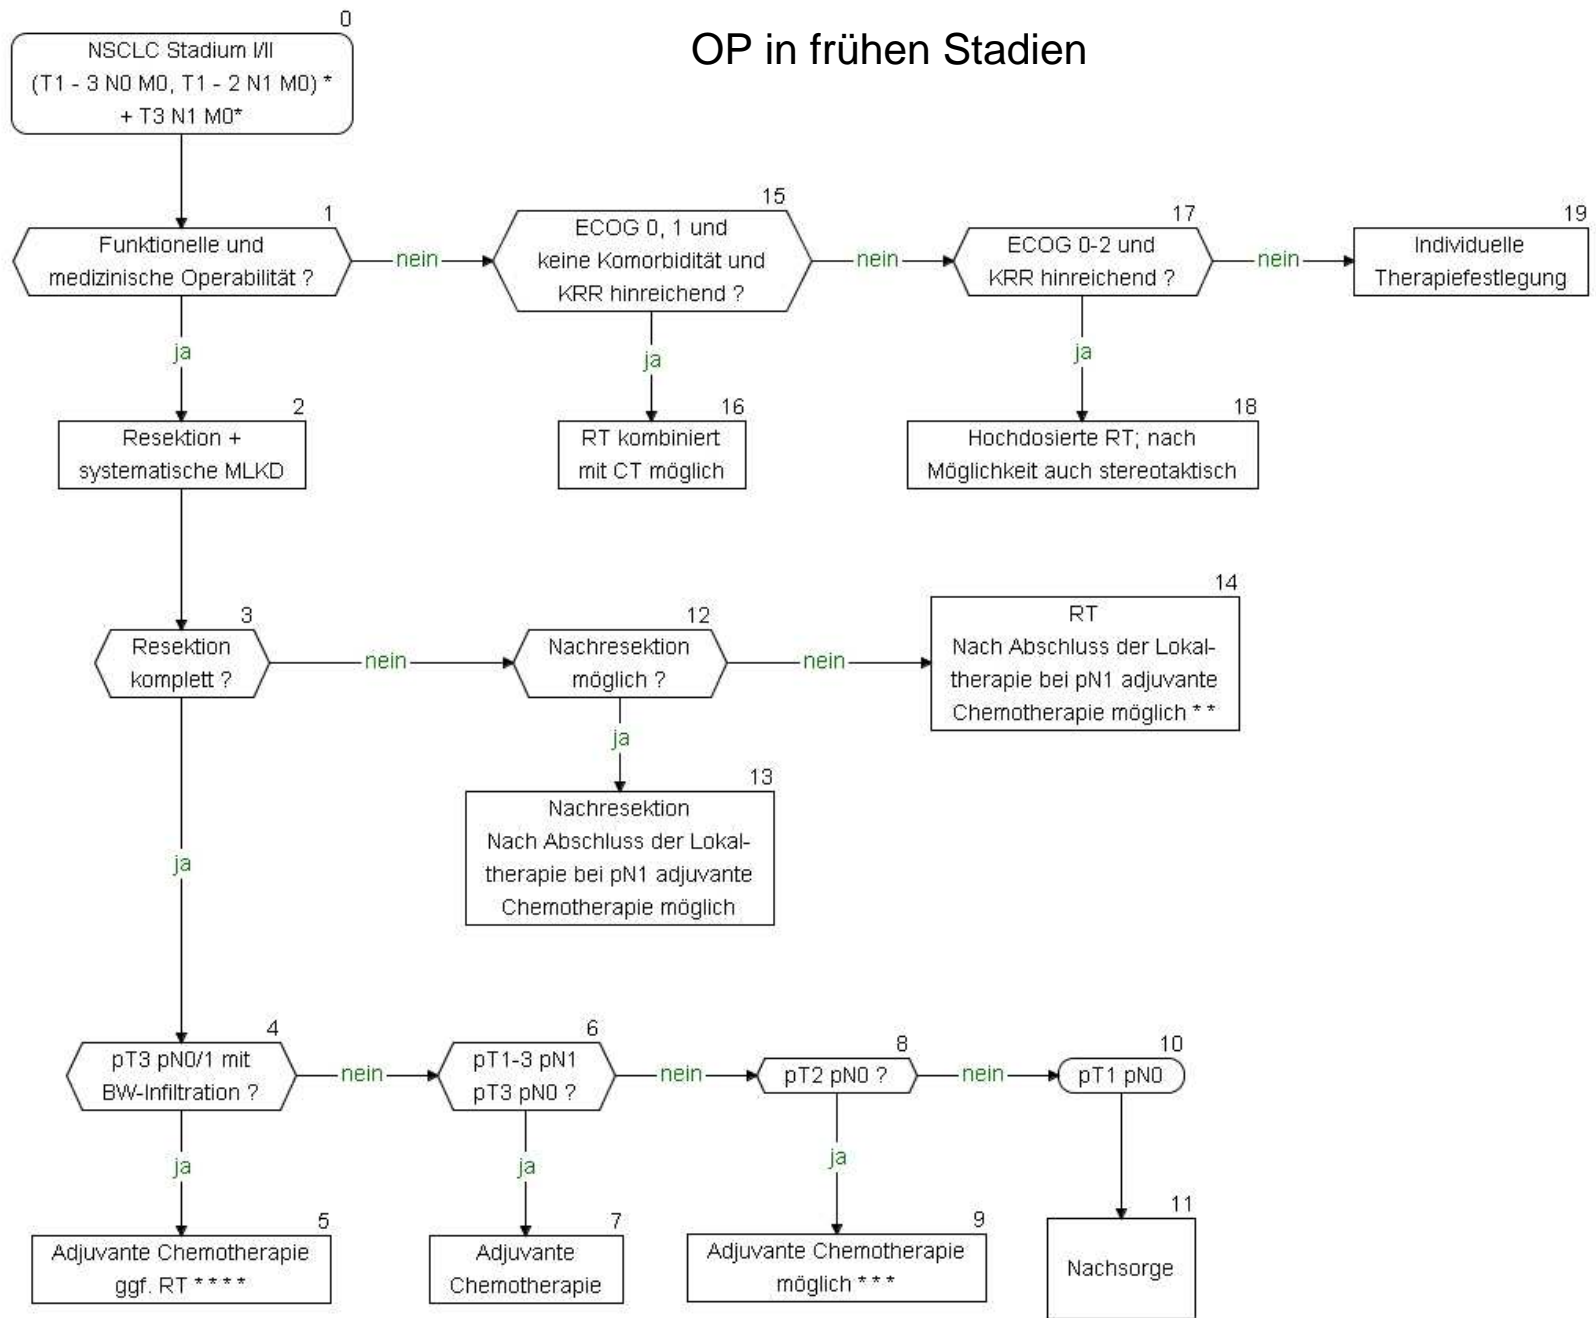 OP in frühen Stadien
0
NSCLC Stadium I/II
(T1 - 3 N0 M0, T1 - 2 N1 M0) *
+ T3 N1 M0*
1
Funktionelle und
medizinische Operabilität ?
nein
15
ECOG 0, 1 und
keine Komorbidität und
KRR hinreichend ?
nein
17
ECOG 0-2 und
KRR hinreichend ?
nein
19
Individuelle
Therapiefestlegung
ja
ja
ja
2
Resektion +
systematische MLKD
16
RT kombiniert
mit CT möglich
18
Hochdosierte RT; nach
Möglichkeit auch stereotaktisch
3
Resektion
komplett ?
nein
12
Nachresektion
möglich ?
nein
14
RT
Nach Abschluss der Lokal-
therapie bei pN1 adjuvante
Chemotherapie möglich * *
ja
13
Nachresektion
Nach Abschluss der Lokal-
therapie bei pN1 adjuvante
Chemotherapie möglich
ja
4
pT3 pN0/1 mit
BW-Infiltration ?
nein
6
pT1-3 pN1
pT3 pN0 ?
nein
8
pT2 pN0 ?
nein
10
pT1 pN0
ja
ja
ja
5
Adjuvante Chemotherapie
ggf. RT * * * *
7
Adjuvante
Chemotherapie
9
Adjuvante Chemotherapie
möglich * * *
11
Nachsorge